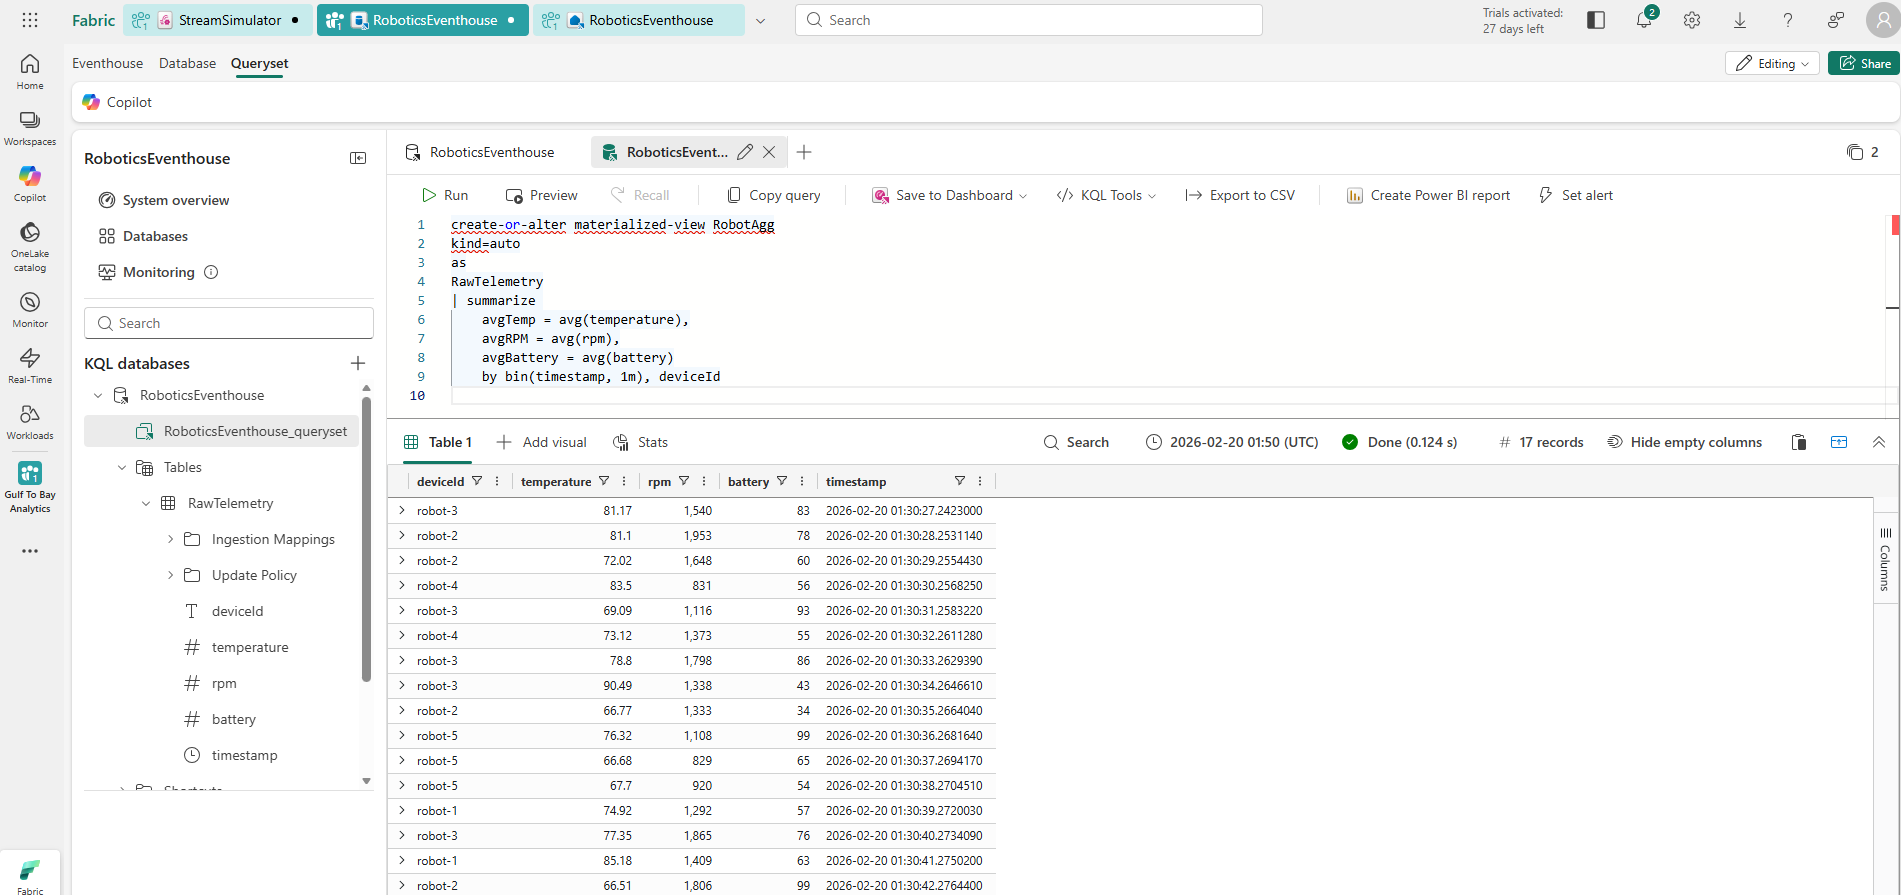 Fabric
StreamSimulator
RoboticsEventhouse
RoboticsEventhouse
Search
Trials activated:
27 days left
2
Home
Workspaces
Copilot
OneLake
catalog
Monitor
Real-Time
Workloads
1
Gulf To Bay
Analytics
Fabric
Eventhouse
Database
Queryset
Editing
Share
Copilot
RoboticsEventhouse
System overview
Databases
Monitoring
Search
KQL databases
RoboticsEventhouse
RoboticsEventhouse_queryset
Tables
RawTelemetry
Ingestion Mappings
Update Policy
deviceId
temperature
rpm
battery
timestamp
RoboticsEventhouse
RoboticsEvent...
2
Run
Preview
Recall
Copy query
Save to Dashboard
KQL Tools
Export to CSV
Create Power BI report
Set alert
1 create-or-alter materialized-view RobotAgg
2 kind=auto
3 as
4 RawTelemetry
5 | summarize
6 avgTemp = avg(temperature),
7 avgRPM = avg(rpm),
8 avgBattery = avg(battery)
9 by bin(timestamp, 1m), deviceId
10
Table 1
Add visual
Stats
Search
2026-02-20 01:50 (UTC)
Done (0.124 s)
17 records
Hide empty columns
deviceId temperature rpm battery timestamp
robot-3 81.17 1,540 83 2026-02-20 01:30:27.2423000
robot-2 81.1 1,953 78 2026-02-20 01:30:28.2531140
robot-2 72.02 1,648 60 2026-02-20 01:30:29.2554430
robot-4 83.5 831 56 2026-02-20 01:30:30.2568250
robot-3 69.09 1,116 93 2026-02-20 01:30:31.2583220
robot-4 73.12 1,373 55 2026-02-20 01:30:32.2611280
robot-3 78.8 1,798 86 2026-02-20 01:30:33.2629390
robot-3 90.49 1,338 43 2026-02-20 01:30:34.2646610
robot-2 66.77 1,333 34 2026-02-20 01:30:35.2664040
robot-5 76.32 1,108 99 2026-02-20 01:30:36.2681640
robot-5 66.68 829 65 2026-02-20 01:30:37.2694170
robot-5 67.7 920 54 2026-02-20 01:30:38.2704510
robot-1 74.92 1,292 57 2026-02-20 01:30:39.2720030
robot-3 77.35 1,865 76 2026-02-20 01:30:40.2734090
robot-1 85.18 1,409 63 2026-02-20 01:30:41.2750200
robot-2 66.51 1,806 99 2026-02-20 01:30:42.2764400
Columns